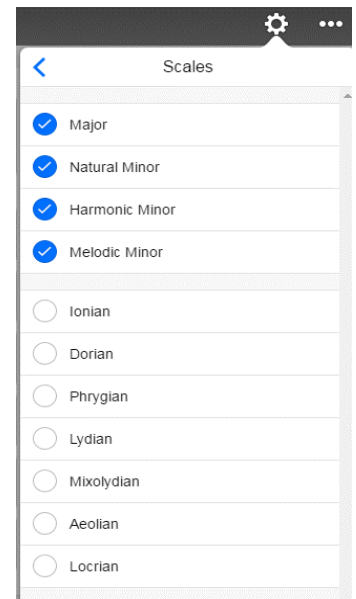 Scales
Major
Natural Minor
Harmonic Minor
Melodic Minor
Ionian
Dorian
Phrygian
Lydian
Mixolydian
Aeolian
Locrian